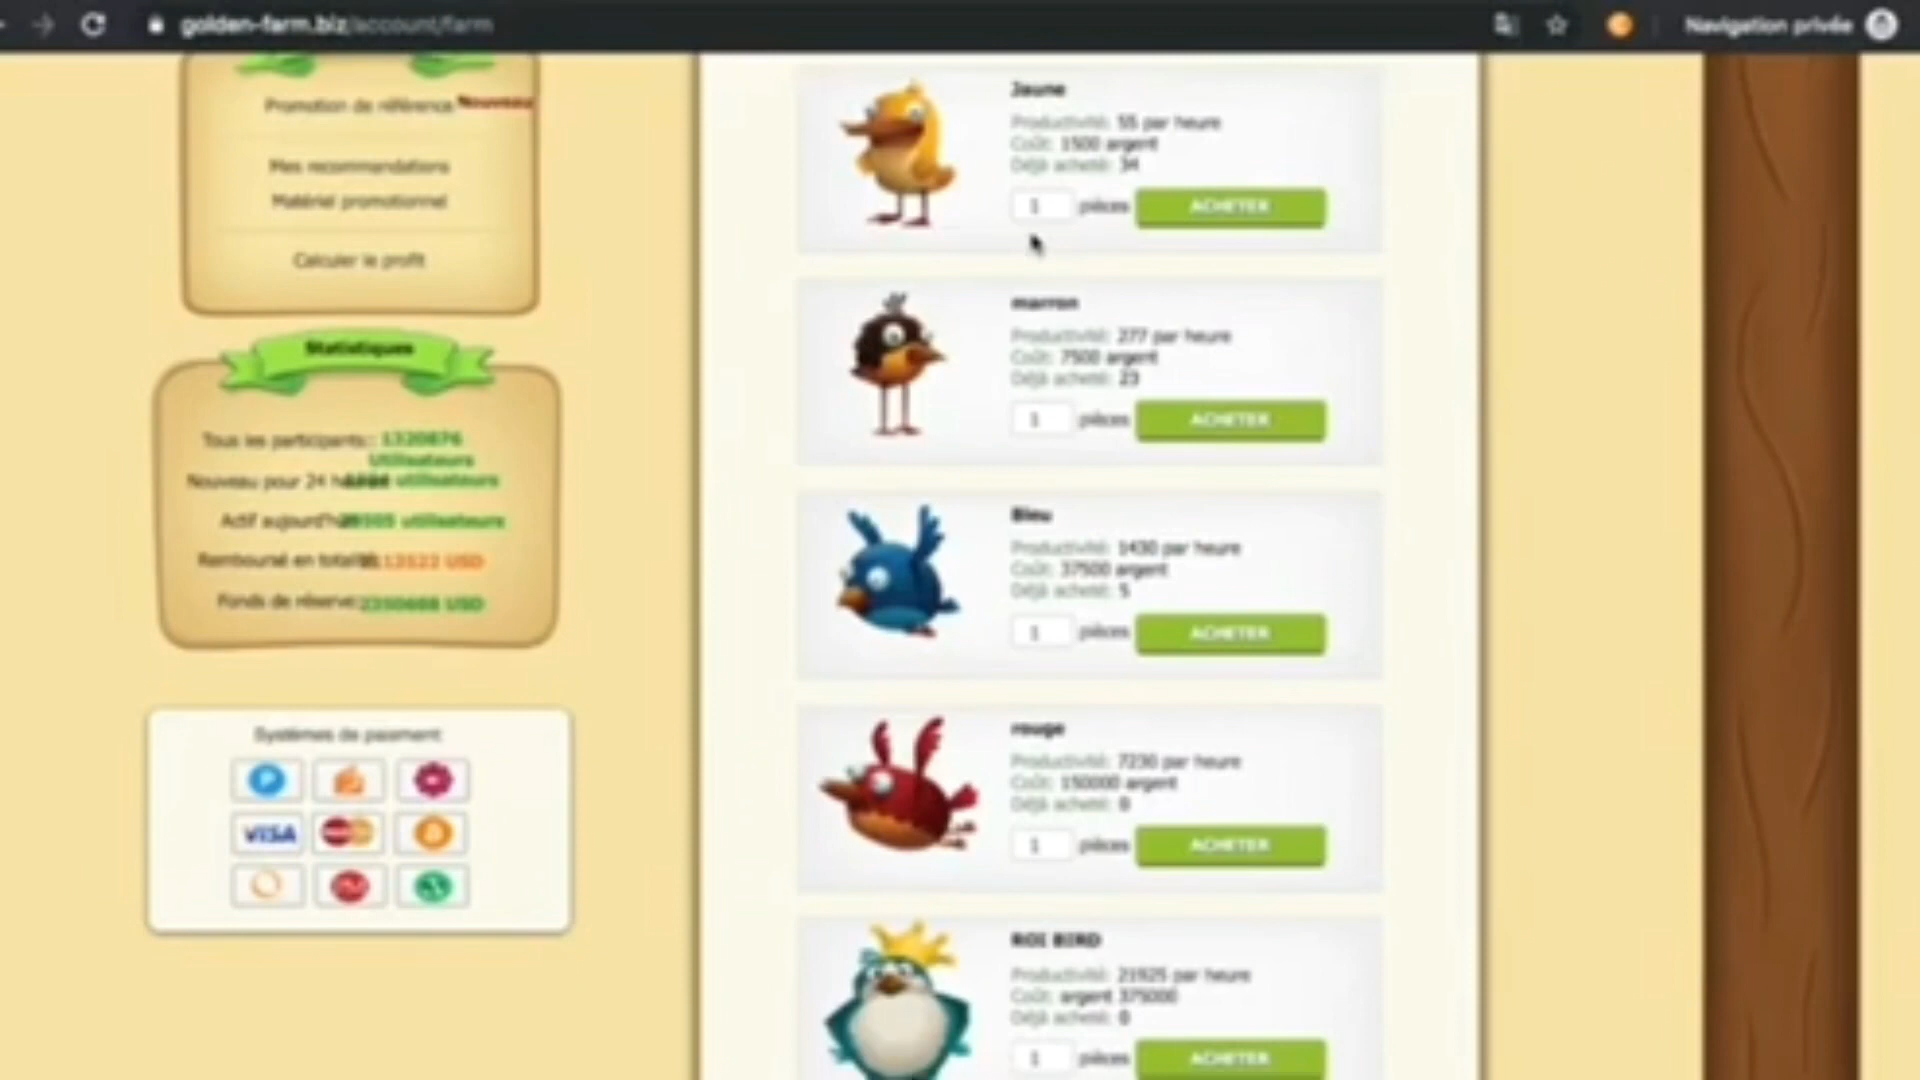 golden-farm.biz/account/farm
Navigation privée
Promotion de référence Nouveau
Mes recommandations
Matériel promotionnel
Calculer le profit
Statistiques
Tous les participants: 1320876
Utilisateurs
Nouveau pour 24 utilisateurs
Actif aujourd'hui utilisateurs
Remboursé en totalité 12522 USD
Fonds de réserve: USD
Systèmes de paiement
VISA
Jaune
Productivité: 55 par heure
Coût: 1500 argent
Déjà acheté: 34
1 pièces ACHETER
marron
Productivité: 277 par heure
Coût: 7500 argent
Déjà acheté: 23
1 pièces ACHETER
Bleu
Productivité: 1430 par heure
Coût: 37500 argent
Déjà acheté: 5
1 pièces ACHETER
rouge
Productivité: 7230 par heure
Coût: 150000 argent
Déjà acheté: 0
1 pièces ACHETER
ROI BIRD
Productivité: 21925 par heure
Coût: argent 375000
Déjà acheté: 0
1 pièces ACHETER